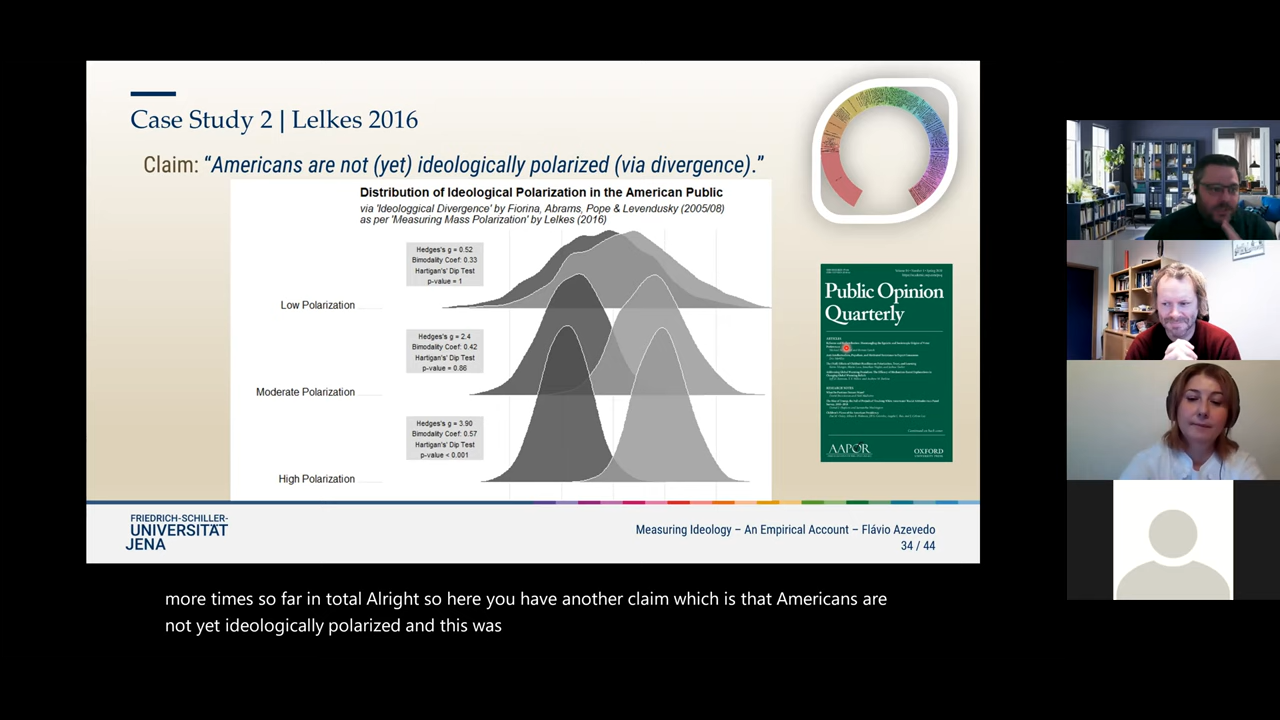 Case Study 2 | Lelkes 2016
Claim: “Americans are not (yet) ideologically polarized (via divergence).”
Distribution of Ideological Polarization in the American Public
via 'Ideologgical Divergence' by Fiorina, Abrams, Pope & Levendusky (2005/08)
as per 'Measuring Mass Polarization' by Lelkes (2016)
Hedges's g = 0.52
Bimodality Coef: 0.33
Hartigan's' Dip Test
p-value = 1
Low Polarization
Hedges's g = 2.4
Bimodality Coef: 0.42
Hartigan's' Dip Test
p-value = 0.86
Moderate Polarization
Hedges's g = 3.90
Bimodality Coef: 0.57
Hartigan's' Dip Test
p-value < 0.001
High Polarization
Public Opinion
Quarterly
AAPOR
OXFORD
FRIEDRICH-SCHILLER-
UNIVERSITÄT
JENA
Measuring Ideology – An Empirical Account – Flávio Azevedo
34 / 44
more times so far in total Alright so here you have another claim which is that Americans are
not yet ideologically polarized and this was